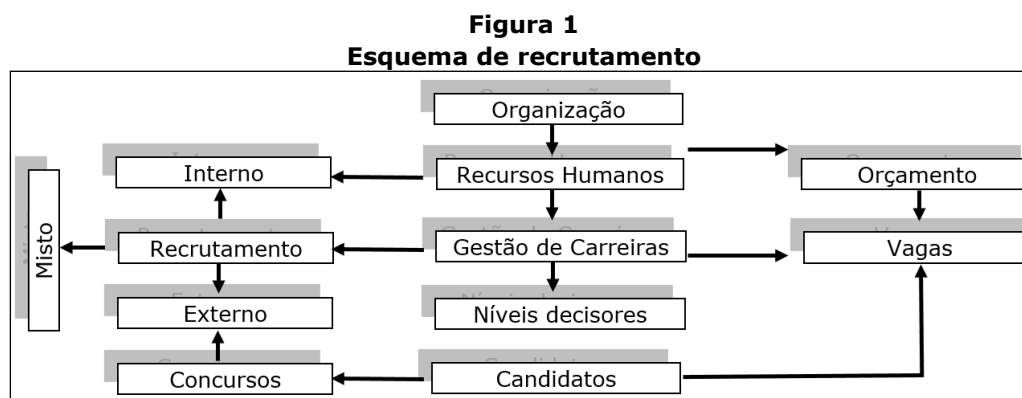 Figura 1
Esquema de recrutamento
Organização
Interno
Recursos Humanos
Orçamento
Misto
Recrutamento
Gestão de Carreiras
Vagas
Externo
Níveis decisores
Concursos
Candidatos